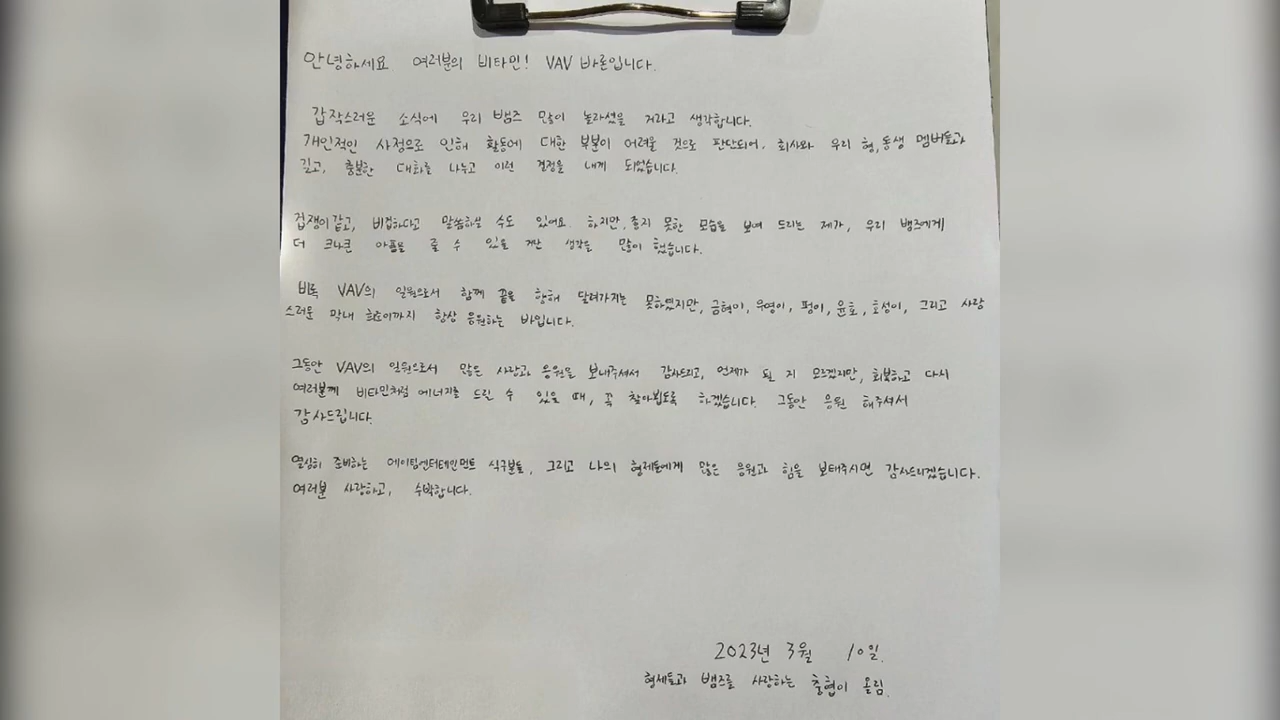 안녕하세요 여러분의 비타민! VAV 바론입니다.
갑작스러운 소식에 우리 뱀즈 많이 놀라셨을 거라고 생각합니다.
개인적인 사정으로 인해 활동에 대한 부분이 어려울 것으로 판단되어, 회사와 우리 형,동생 멤버들과
길고, 충분한 대화를 나누고 이런 결정을 내게 되었습니다.
겁쟁이같고, 비겁하다고 말씀하실 수도 있어요. 하지만, 좋지 못한 모습을 보여 드리는 제가, 우리 뱀즈에게
더 크나큰 아픔을 줄 수 있을 거란 생각을 많이 했습니다.
비록 VAV의 일원으로서 함께 끝을 향해 달려가지는 못하였지만, 금혁이, 우영이, 펑이, 윤호, 호성이, 그리고 사랑
스러운 막내 까지 항상 응원하는 바입니다.
그동안 VAV의 일원으로서 많은 사랑과 응원을 보내주셔서 감사드리고, 언제가 될 지 모르겠지만, 회복하고 다시
여러분께 비타민처럼 에너지를 드릴 수 있을 때, 꼭 찾아뵙도록 하겠습니다. 그동안 응원 해주셔서
감사드립니다.
열심히 준비하는 에이팀엔터테인먼트 식구분들, 그리고 나의 형제들에게 많은 응원과 힘을 보태주시면 감사드리겠습니다.
여러분 사랑하고, 수박합니다.
2023년 3월 10일.
형제들과 뱀즈를 사랑하는 충협이 올림.